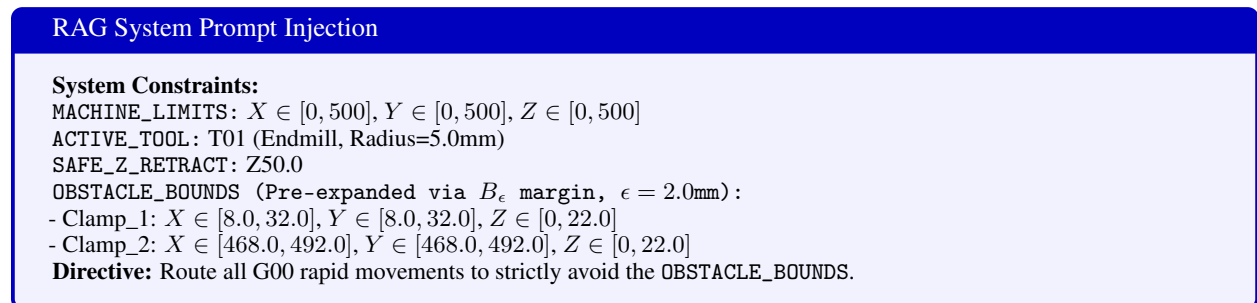 RAG System Prompt Injection
System Constraints:
MACHINE_LIMITS: X ∈ [0, 500], Y ∈ [0, 500], Z ∈ [0, 500]
ACTIVE_TOOL: T01 (Endmill, Radius=5.0mm)
SAFE_Z_RETRACT: Z50.0
OBSTACLE_BOUNDS (Pre-expanded via B_ϵ margin, ϵ = 2.0mm):
- Clamp_1: X ∈ [8.0, 32.0], Y ∈ [8.0, 32.0], Z ∈ [0, 22.0]
- Clamp_2: X ∈ [468.0, 492.0], Y ∈ [468.0, 492.0], Z ∈ [0, 22.0]
Directive: Route all G00 rapid movements to strictly avoid the OBSTACLE_BOUNDS.